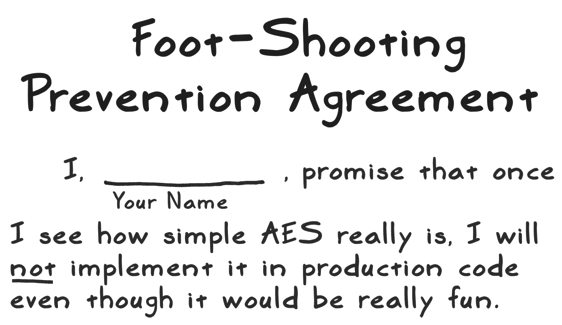 Foot-Shooting
Prevention Agreement
I, ____________ , promise that once
Your Name
I see how simple AES really is, I will
not implement it in production code
even though it would be really fun.